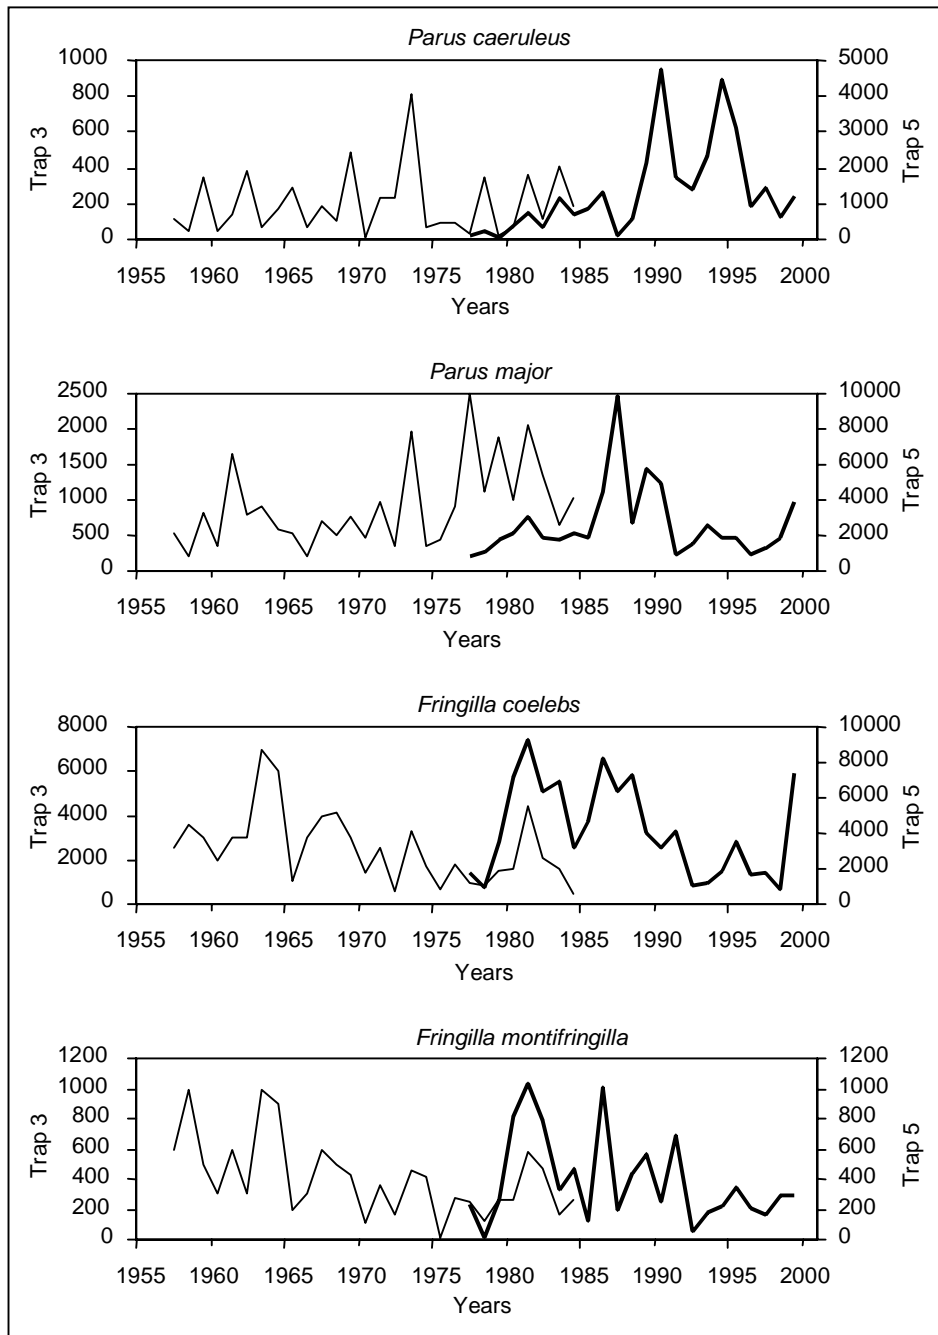 Parus caeruleus
1000 5000
800 4000
600 3000
400 2000
200 1000
0 0
Trap 3
Trap 5
1955 1960 1965 1970 1975 1980 1985 1990 1995 2000
Years
Parus major
2500 10000
2000 8000
1500 6000
1000 4000
500 2000
0 0
Trap 3
Trap 5
1955 1960 1965 1970 1975 1980 1985 1990 1995 2000
Years
Fringilla coelebs
8000 10000
8000
6000
6000
4000
4000
2000
2000
0 0
Trap 3
Trap 5
1955 1960 1965 1970 1975 1980 1985 1990 1995 2000
Years
Fringilla montifringilla
1200 1200
1000 1000
800 800
600 600
400 400
200 200
0 0
Trap 3
Trap 5
1955 1960 1965 1970 1975 1980 1985 1990 1995 2000
Years